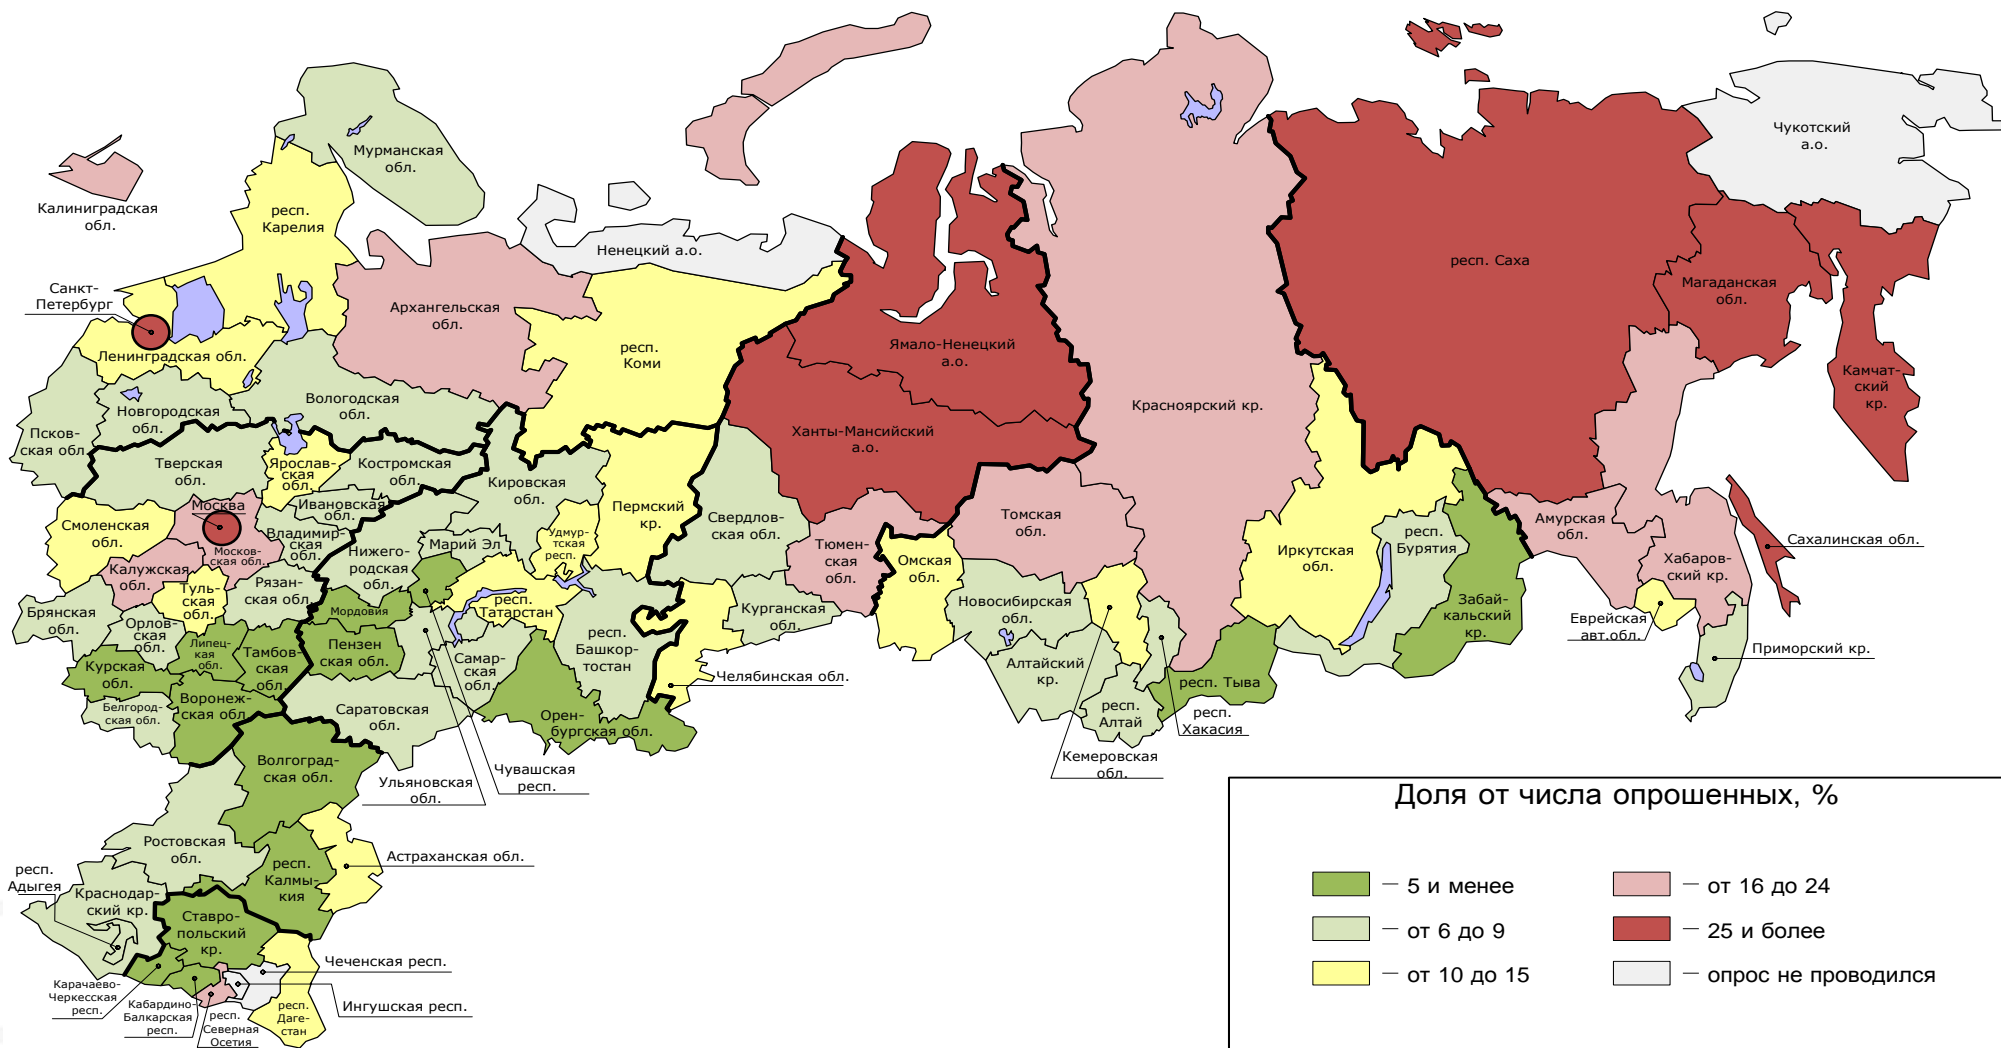 Мурманская
обл.
Калининградская
обл.
респ.
Карелия
Ненецкий а.о.
Чукотский
а.о.
респ. Саха
Магаданская
обл.
Камчат-
ский
кр.
Санкт-
Петербург
Архангельская
обл.
респ.
Коми
Ямало-Ненецкий
а.о.
Ханты-Мансийский
а.о.
Красноярский кр.
Ленинградская обл.
Новгородская
обл.
Вологодская
обл.
Псков-
ская обл.
Тверская
обл.
Ярослав-
ская
обл.
Костромская
обл.
Кировская
обл.
Пермский
кр.
Свердлов-
ская обл.
Томская
обл.
Тюмен-
ская
обл.
Омская
обл.
Иркутская
обл.
респ.
Бурятия
Забай-
кальский
кр.
Амурская
обл.
Хабаров-
ский кр.
Сахалинская обл.
Еврейская
авт.обл.
Приморский кр.
Москва
Москов-
ская обл.
Смоленская
обл.
Ивановская
обл.
Владимир-
ская
обл.
Калужская
обл.
Туль-
ская
обл.
Рязан-
ская обл.
Нижего-
родская
обл.
Марий Эл
Удмур-
тская
респ.
респ.
Татарстан
респ.
Башкор-
тостан
Курганская
обл.
Челябинская обл.
Новосибирская
обл.
Алтайский
кр.
респ.
Алтай
респ.
Хакасия
Кемеровская
обл.
респ. Тыва
Брянская
обл.
Орлов-
ская
обл.
Липец-
кая
обл.
Тамбов-
ская
обл.
Мордовия
Пензен
ская обл.
Самар-
ская
обл.
Курская
обл.
Белгород-
ская обл.
Воронеж-
ская обл.
Саратовская
обл.
Орен-
бургская обл.
Ульяновская
обл.
Чувашская
респ.
Волгоград-
ская обл.
Ростовская
обл.
респ.
Калмы-
кия
Астраханская обл.
респ.
Адыгея
Краснодар-
ский кр.
Ставро-
польский
кр.
Чеченская респ.
Ингушская респ.
Карачаево-
Черкесская
респ.
Кабардино-
Балкарская
респ.
респ.
Северная
Осетия
респ.
Даге-
стан
Доля от числа опрошенных, %
– 5 и менее
– от 6 до 9
– от 10 до 15
– от 16 до 24
– 25 и более
– опрос не проводился